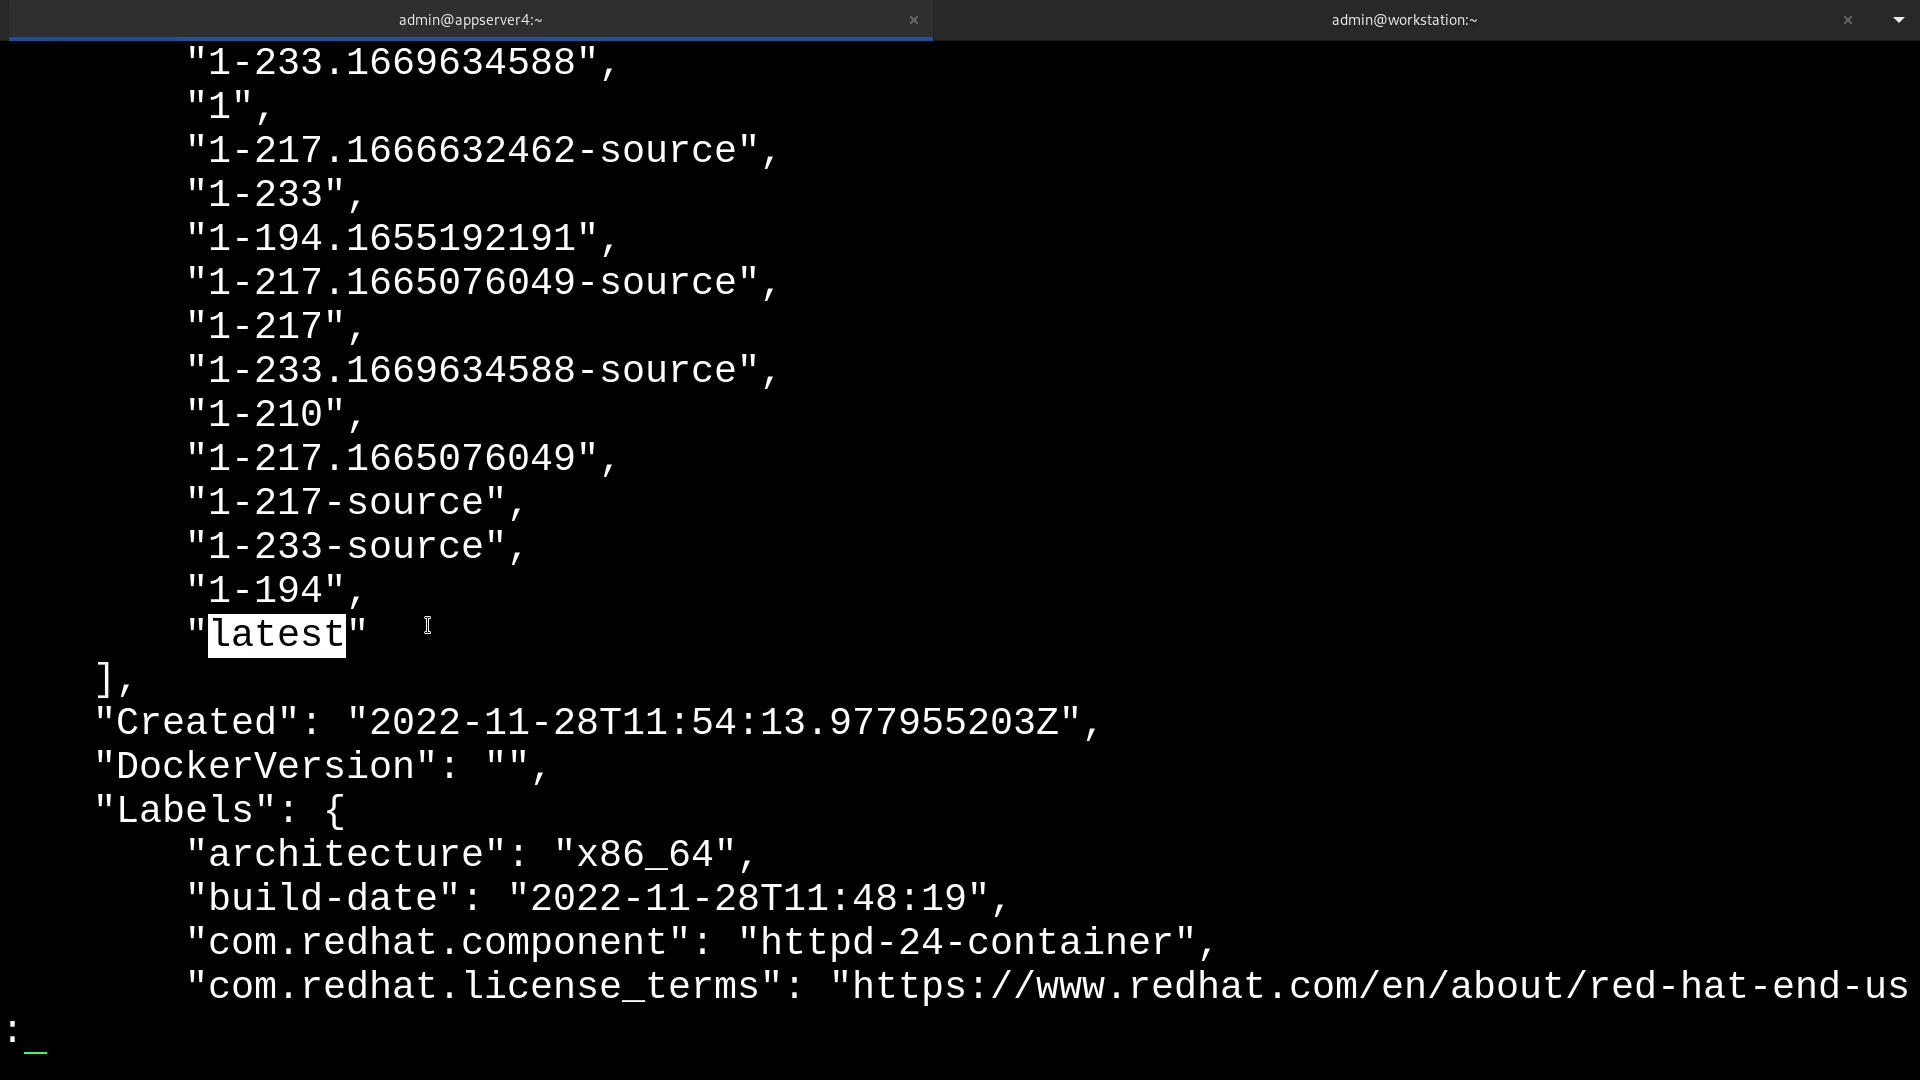 admin@appserver4:~ × admin@workstation:~ ×
"1-233.1669634588",
"1",
"1-217.1666632462-source",
"1-233",
"1-194.1655192191",
"1-217.1665076049-source",
"1-217",
"1-233.1669634588-source",
"1-210",
"1-217.1665076049",
"1-217-source",
"1-233-source",
"1-194",
"latest"
],
"Created": "2022-11-28T11:54:13.977955203Z",
"DockerVersion": "",
"Labels": {
"architecture": "x86_64",
"build-date": "2022-11-28T11:48:19",
"com.redhat.component": "httpd-24-container",
"com.redhat.license_terms": "https://www.redhat.com/en/about/red-hat-end-us
: